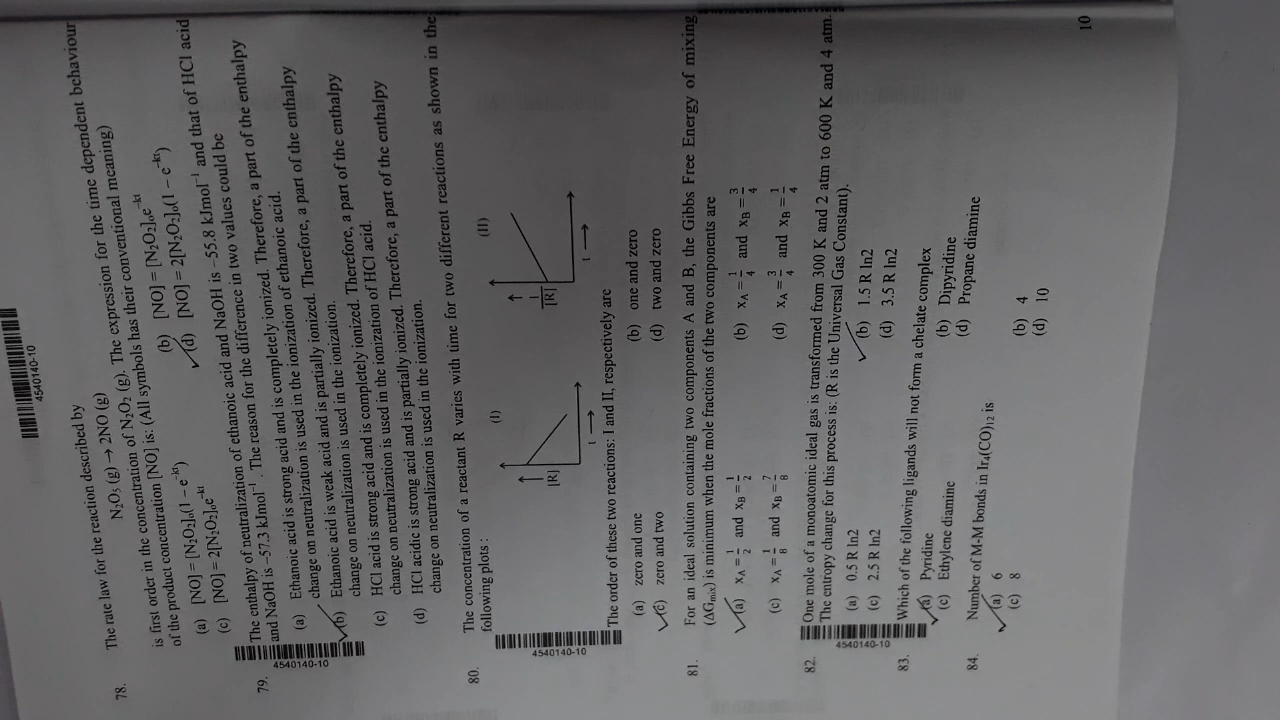 4540140-10
78. The rate law for the reaction described by
N₂O₂ (g) → 2NO (g)
is first order in the concentration of N₂O₂ (g). The expression for the time dependent behaviour
of the product concentration [NO] is: (All symbols has their conventional meaning)
(a) [NO] = [N₂O₂]₀(1 – e⁻ᵏᵗ) (b) [NO] = [N₂O₂]₀e⁻ᵏᵗ
(c) [NO] = 2[N₂O₂]₀e⁻ᵏᵗ (d) [NO] = 2[N₂O₂]₀(1 – e⁻ᵏᵗ)
79. The enthalpy of neutralization of ethanoic acid and NaOH is –55.8 kJmol⁻¹ and that of HCl acid
and NaOH is –57.3 kJmol⁻¹. The reason for the difference in two values could be
(a) Ethanoic acid is strong acid and is completely ionized. Therefore, a part of the enthalpy
change on neutralization is used in the ionization of ethanoic acid.
(b) Ethanoic acid is weak acid and is partially ionized. Therefore, a part of the enthalpy
change on neutralization is used in the ionization.
(c) HCl acid is strong acid and is completely ionized. Therefore, a part of the enthalpy
change on neutralization is used in the ionization of HCl acid.
(d) HCl acidic is strong acid and is partially ionized. Therefore, a part of the enthalpy
change on neutralization is used in the ionization.
4540140-10
80. The concentration of a reactant R varies with time for two different reactions as shown in the
following plots :
(I) (II)
[R] 1/[R]
t t
4540140-10
The order of these two reactions: I and II, respectively are
(a) zero and one (b) one and zero
(c) zero and two (d) two and zero
81. For an ideal solution containing two components A and B, the Gibbs Free Energy of mixing
(ΔGₘᵢₓ) is minimum when the mole fractions of the two components are
(a) x_A = 1/2 and x_B = 1/2 (b) x_A = 1/4 and x_B = 3/4
(c) x_A = 1/8 and x_B = 7/8 (d) x_A = 3/4 and x_B = 1/4
82. One mole of a monoatomic ideal gas is transformed from 300 K and 2 atm to 600 K and 4 atm.
The entropy change for this process is: (R is the Universal Gas Constant).
(a) 0.5 R ln2 (b) 1.5 R ln2
(c) 2.5 R ln2 (d) 3.5 R ln2
4540140-10
83. Which of the following ligands will not form a chelate complex
(a) Pyridine (b) Dipyridine
(c) Ethylene diamine (d) Propane diamine
84. Number of M-M bonds in Ir₄(CO)₁₂ is
(a) 6 (b) 4
(c) 8 (d) 10
10